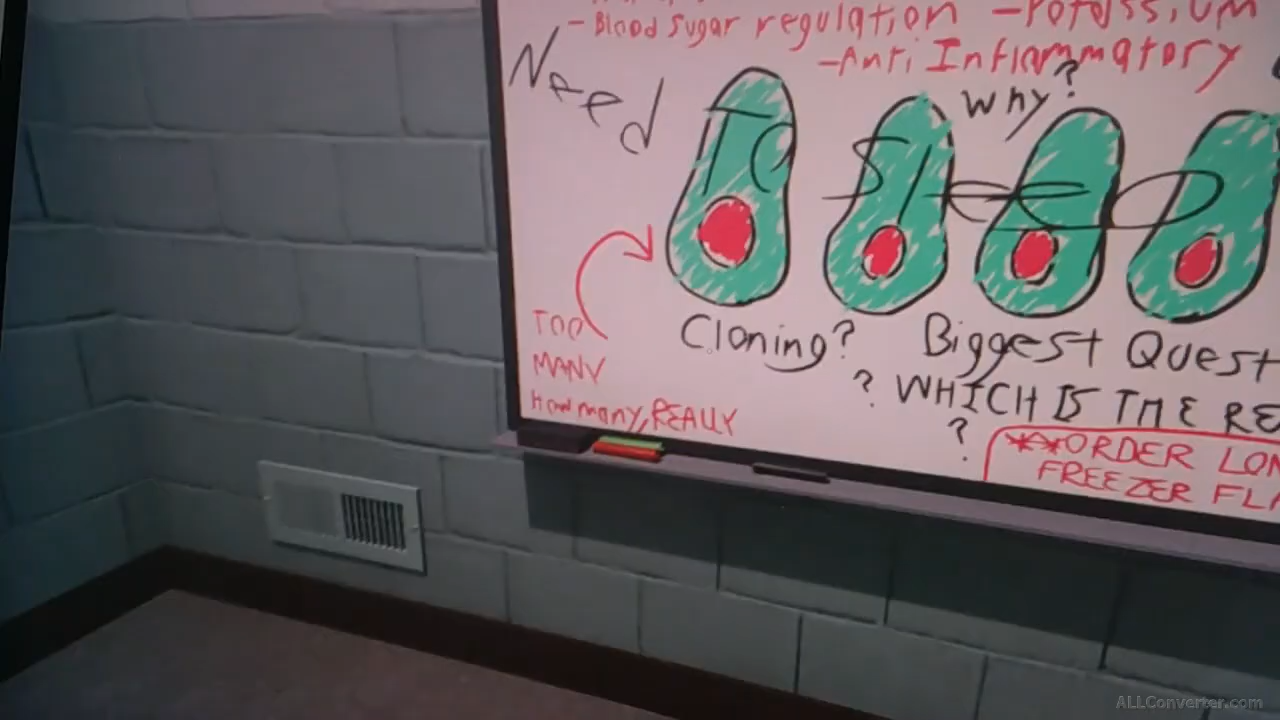 - Blood Sugar regulation
- Potassium
- Anti Inflammatory
Need
TO
SleeP
Why?
TOO
MANY
How many, REALLY
Cloning?
Biggest Quest
? WHICH IS THE RE
?
**ORDER LON
FREEZER FLA
ALLConverter.com